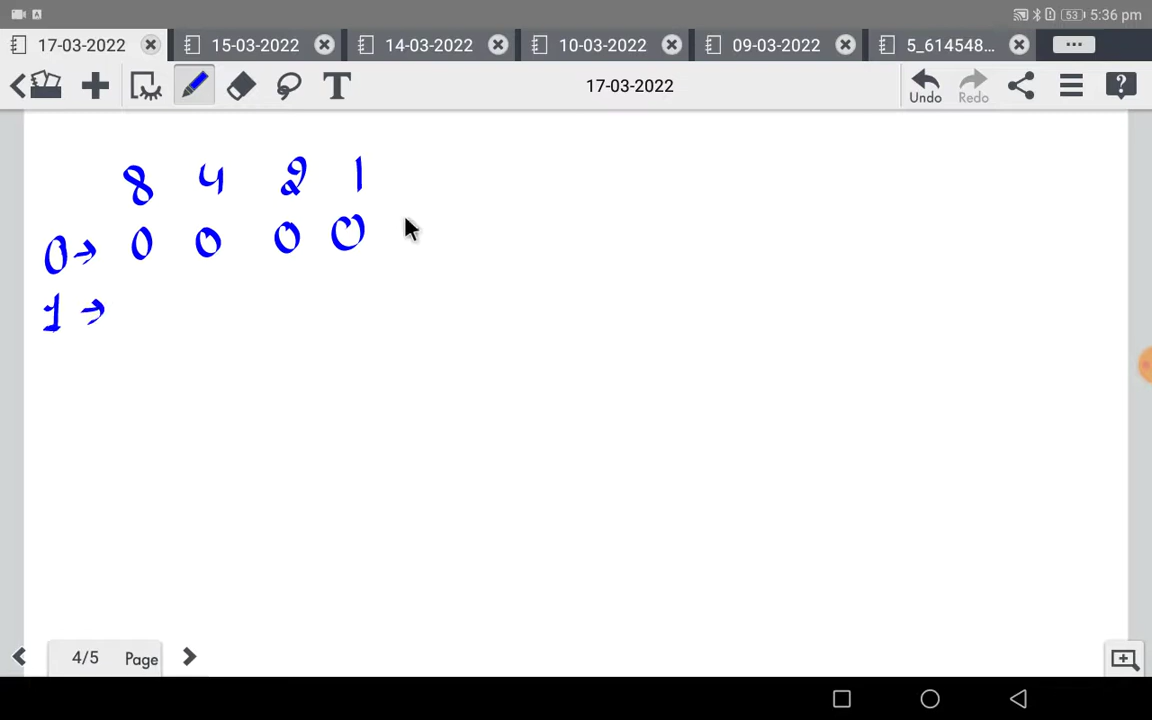 53 5:36 pm
17-03-2022 15-03-2022 14-03-2022 10-03-2022 09-03-2022 5_614548... ...
T 17-03-2022 Undo Redo ?
8 4 2 1
0→ 0 0 0 0
1→
4/5 Page